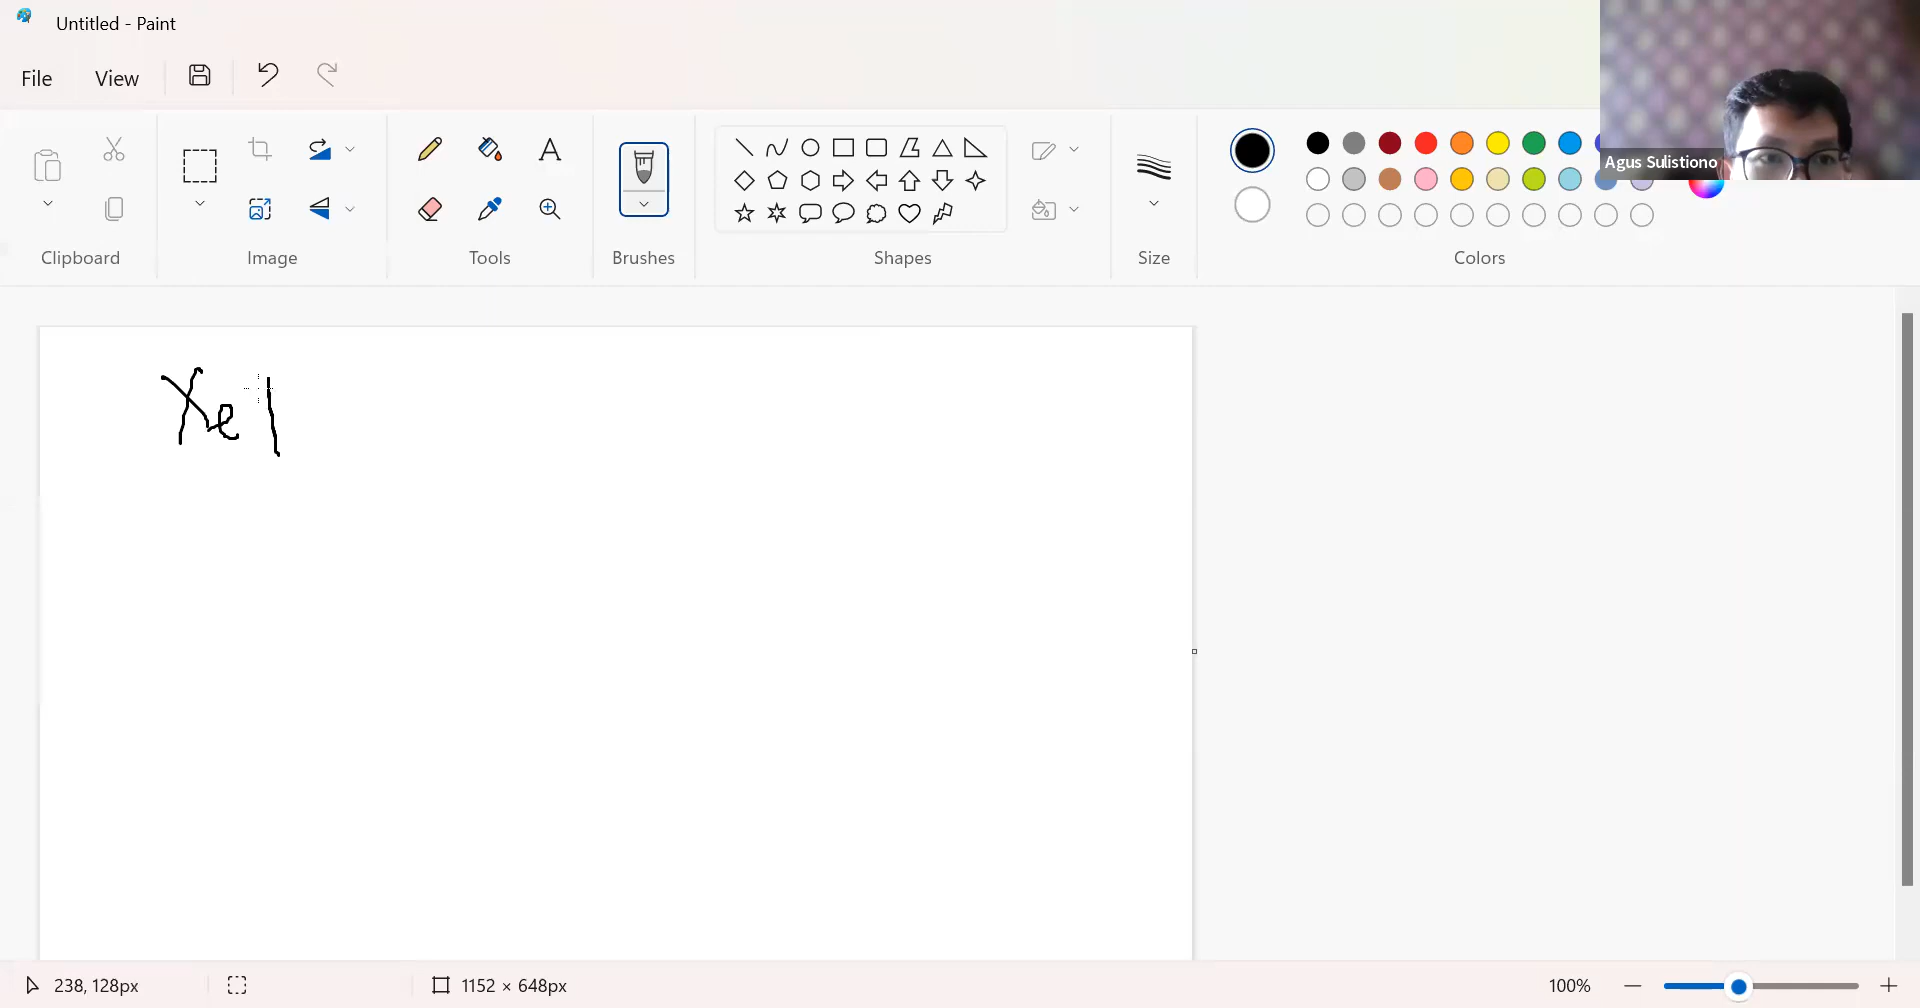 Untitled - Paint
File View
Agus Sulistiono
Clipboard Image Tools Brushes Shapes Size Colors
Xe
238, 128px 1152 × 648px 100%